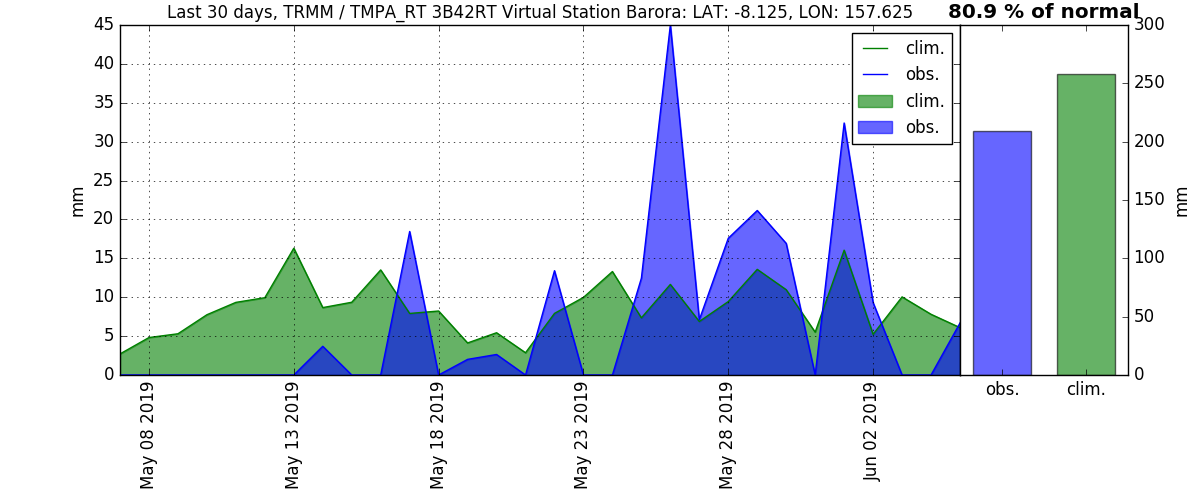 Last 30 days, TRMM / TMPA_RT 3B42RT Virtual Station Barora: LAT: -8.125, LON: 157.625
80.9 % of normal
45
40
35
30
25
20
15
10
5
0
mm
clim.
obs.
clim.
obs.
May 08 2019
May 13 2019
May 18 2019
May 23 2019
May 28 2019
Jun 02 2019
300
250
200
150
100
50
0
mm
obs.
clim.